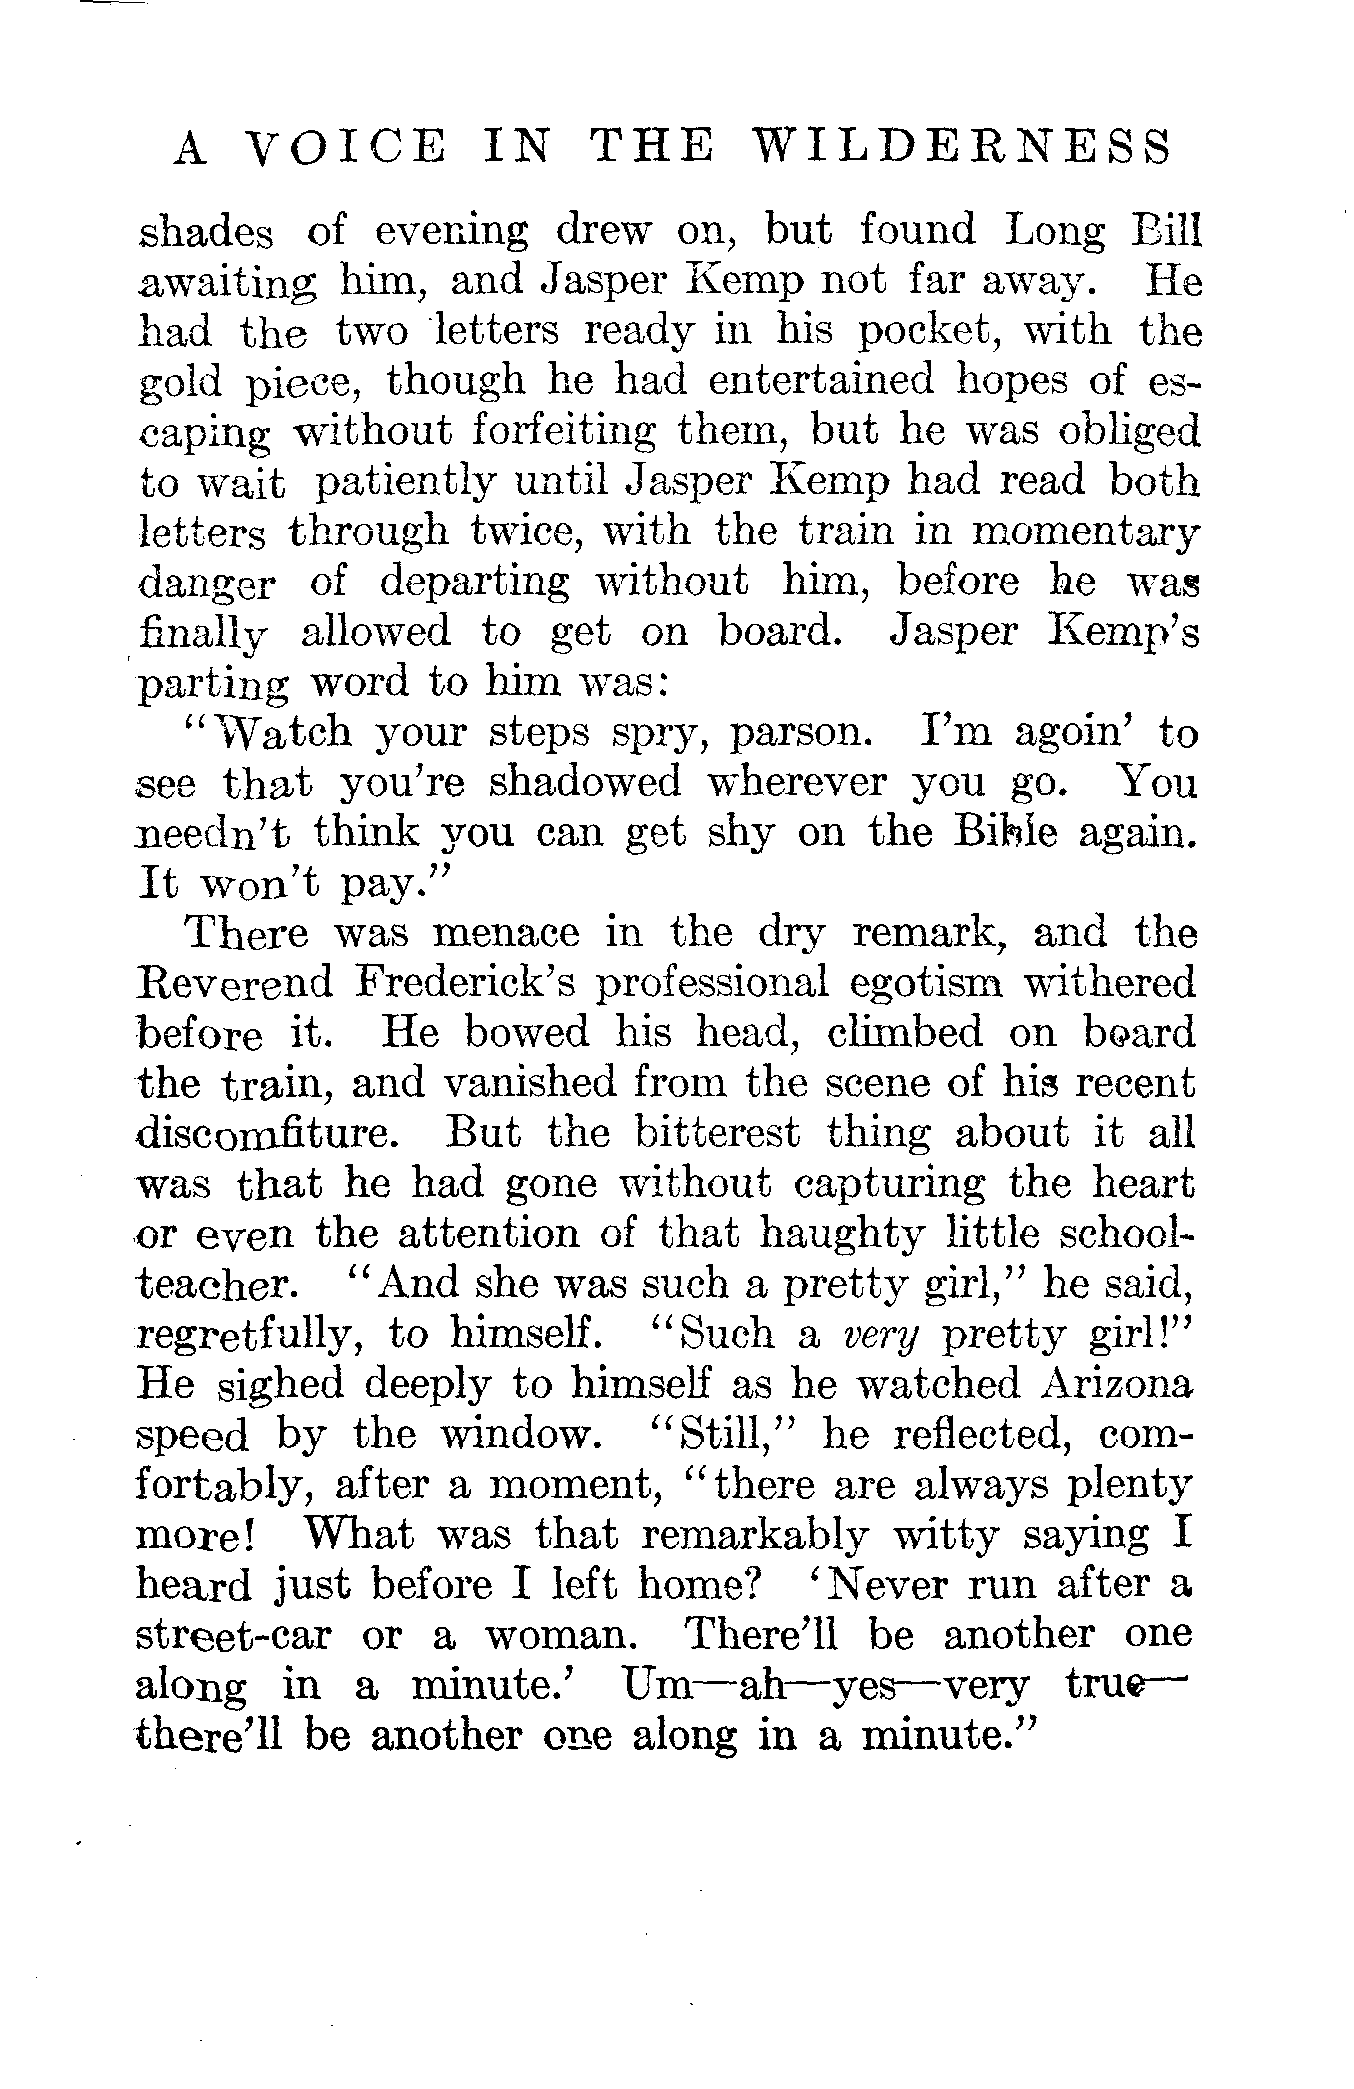 A VOICE IN THE WILDERNESS
shades of evening drew on, but found Long Bill
awaiting him, and Jasper Kemp not far away. He
had the two letters ready in his pocket, with the
gold piece, though he had entertained hopes of es-
caping without forfeiting them, but he was obliged
to wait patiently until Jasper Kemp had read both
letters through twice, with the train in momentary
danger of departing without him, before he was
finally allowed to get on board. Jasper Kemp's
parting word to him was:
"Watch your steps spry, parson. I'm agoin' to
see that you're shadowed wherever you go. You
needn't think you can get shy on the Bible again.
It won't pay."
There was menace in the dry remark, and the
Reverend Frederick's professional egotism withered
before it. He bowed his head, climbed on board
the train, and vanished from the scene of his recent
discomfiture. But the bitterest thing about it all
was that he had gone without capturing the heart
or even the attention of that haughty little school-
teacher. "And she was such a pretty girl," he said,
regretfully, to himself. "Such a very pretty girl!"
He sighed deeply to himself as he watched Arizona
speed by the window. "Still," he reflected, com-
fortably, after a moment, "there are always plenty
more! What was that remarkably witty saying I
heard just before I left home? 'Never run after a
street-car or a woman. There'll be another one
along in a minute.' Um—ah—yes—very true—
there'll be another one along in a minute."